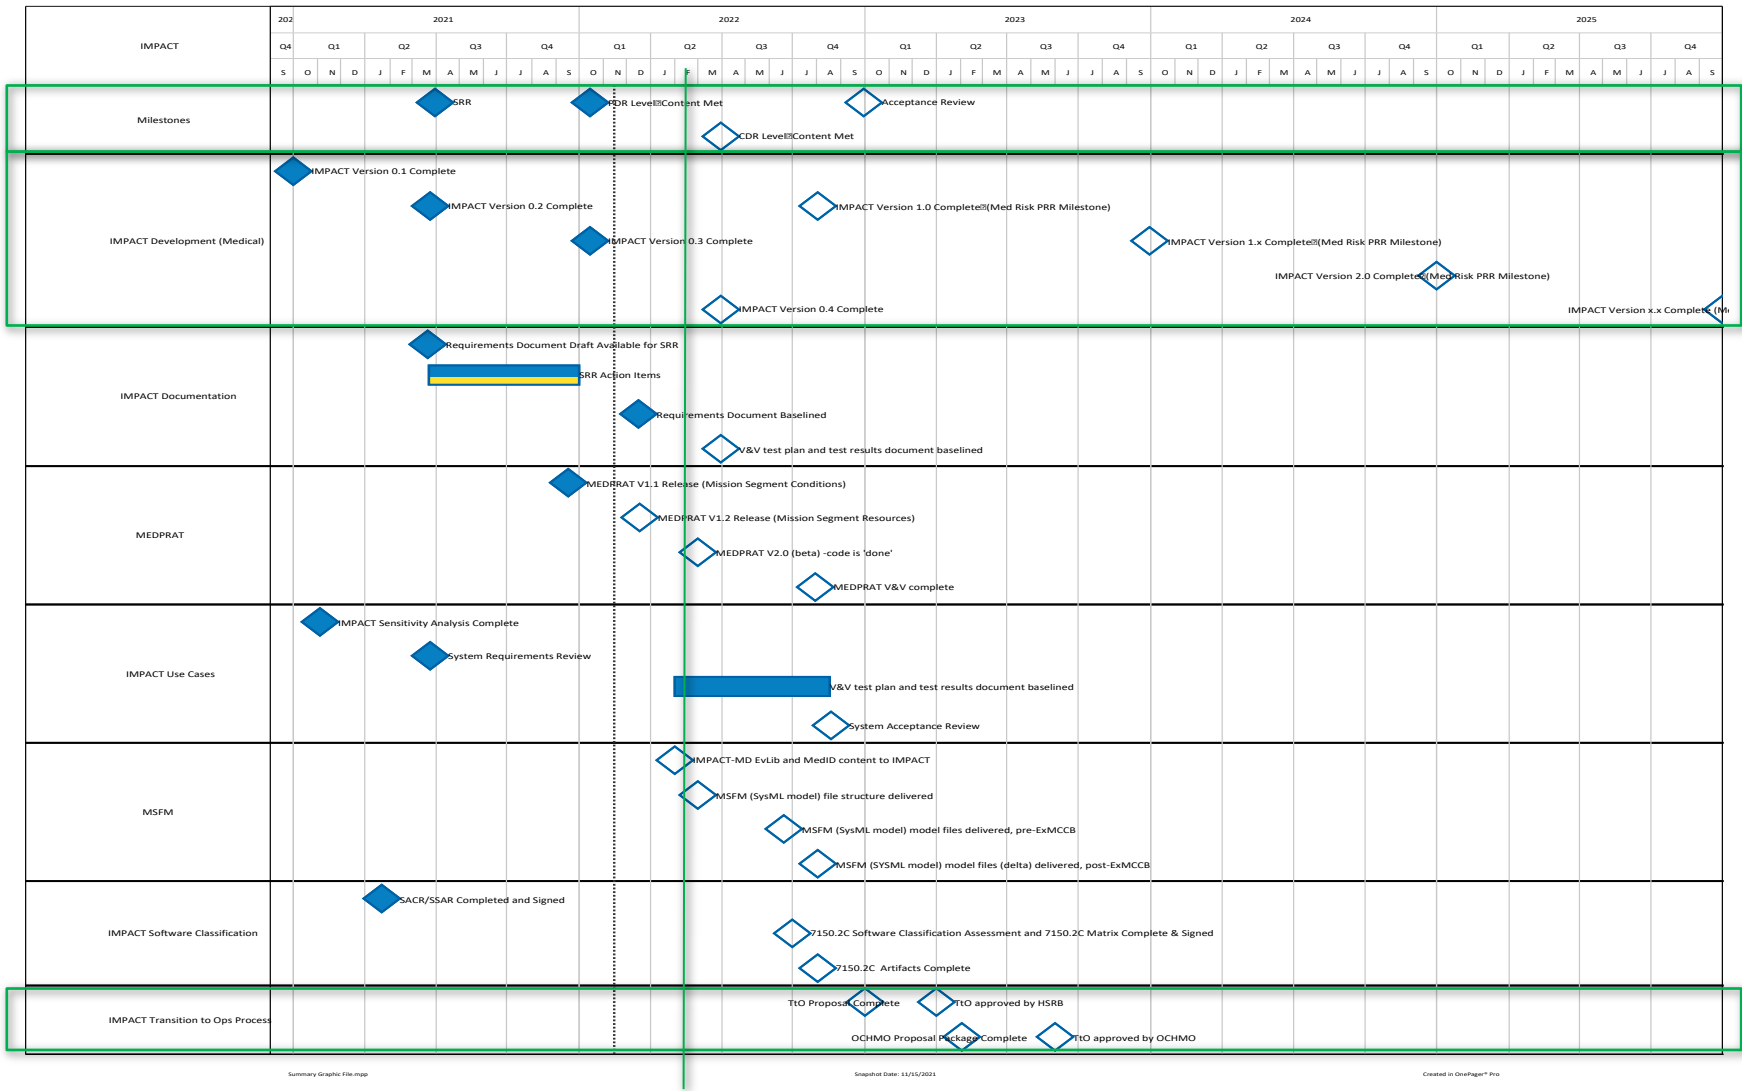 202 2021 2022 2023 2024 2025
IMPACT
Q4 Q1 Q2 Q3 Q4 Q1 Q2 Q3 Q4 Q1 Q2 Q3 Q4 Q1 Q2 Q3 Q4 Q1 Q2 Q3 Q4
S O N D J F M A M J J A S O N D J F M A M J J A S O N D J F M A M J J A S O N D J F M A M J J A S O N D J F M A M J J A S
Milestones
SRR PDR Level⍰Content Met Acceptance Review
CDR Level⍰Content Met
IMPACT Development (Medical)
IMPACT Version 0.1 Complete
IMPACT Version 0.2 Complete IMPACT Version 1.0 Complete⍰(Med Risk PRR Milestone)
IMPACT Version 0.3 Complete IMPACT Version 1.x Complete⍰(Med Risk PRR Milestone)
IMPACT Version 2.0 Complete⍰(Med Risk PRR Milestone)
IMPACT Version 0.4 Complete IMPACT Version x.x Complete (M
IMPACT Documentation
Requirements Document Draft Available for SRR
SRR Action Items
Requirements Document Baselined
V&V test plan and test results document baselined
MEDPRAT
MEDPRAT V1.1 Release (Mission Segment Conditions)
MEDPRAT V1.2 Release (Mission Segment Resources)
MEDPRAT V2.0 (beta) -code is 'done'
MEDPRAT V&V complete
IMPACT Use Cases
IMPACT Sensitivity Analysis Complete
System Requirements Review
V&V test plan and test results document baselined
System Acceptance Review
MSFM
IMPACT-MD EvLib and MedID content to IMPACT
MSFM (SysML model) file structure delivered
MSFM (SysML model) model files delivered, pre-ExMCCB
MSFM (SYSML model) model files (delta) delivered, post-ExMCCB
IMPACT Software Classification
SACR/SSAR Completed and Signed
7150.2C Software Classification Assessment and 7150.2C Matrix Complete & Signed
7150.2C Artifacts Complete
IMPACT Transition to Ops Process
TtO Proposal Complete TtO approved by HSRB
OCHMO Proposal Package Complete TtO approved by OCHMO
Summary Graphic File.mpp Snapshot Date: 11/15/2021 Created in OnePager® Pro